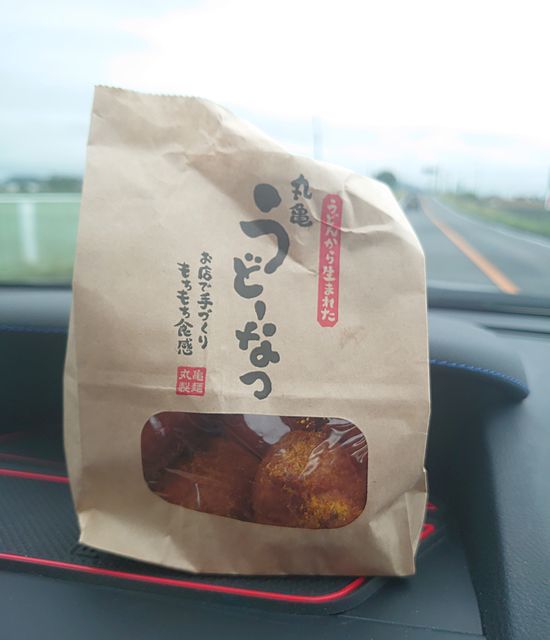 うどんから生まれた
丸亀
うどーなつ
お店で手づくり
もちもち食感
丸亀
製麺